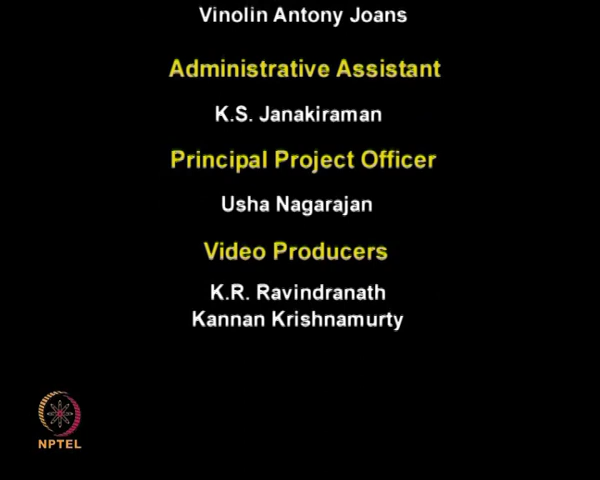 Vinolin Antony Joans
Administrative Assistant
K.S. Janakiraman
Principal Project Officer
Usha Nagarajan
Video Producers
K.R. Ravindranath
Kannan Krishnamurty
NPTEL